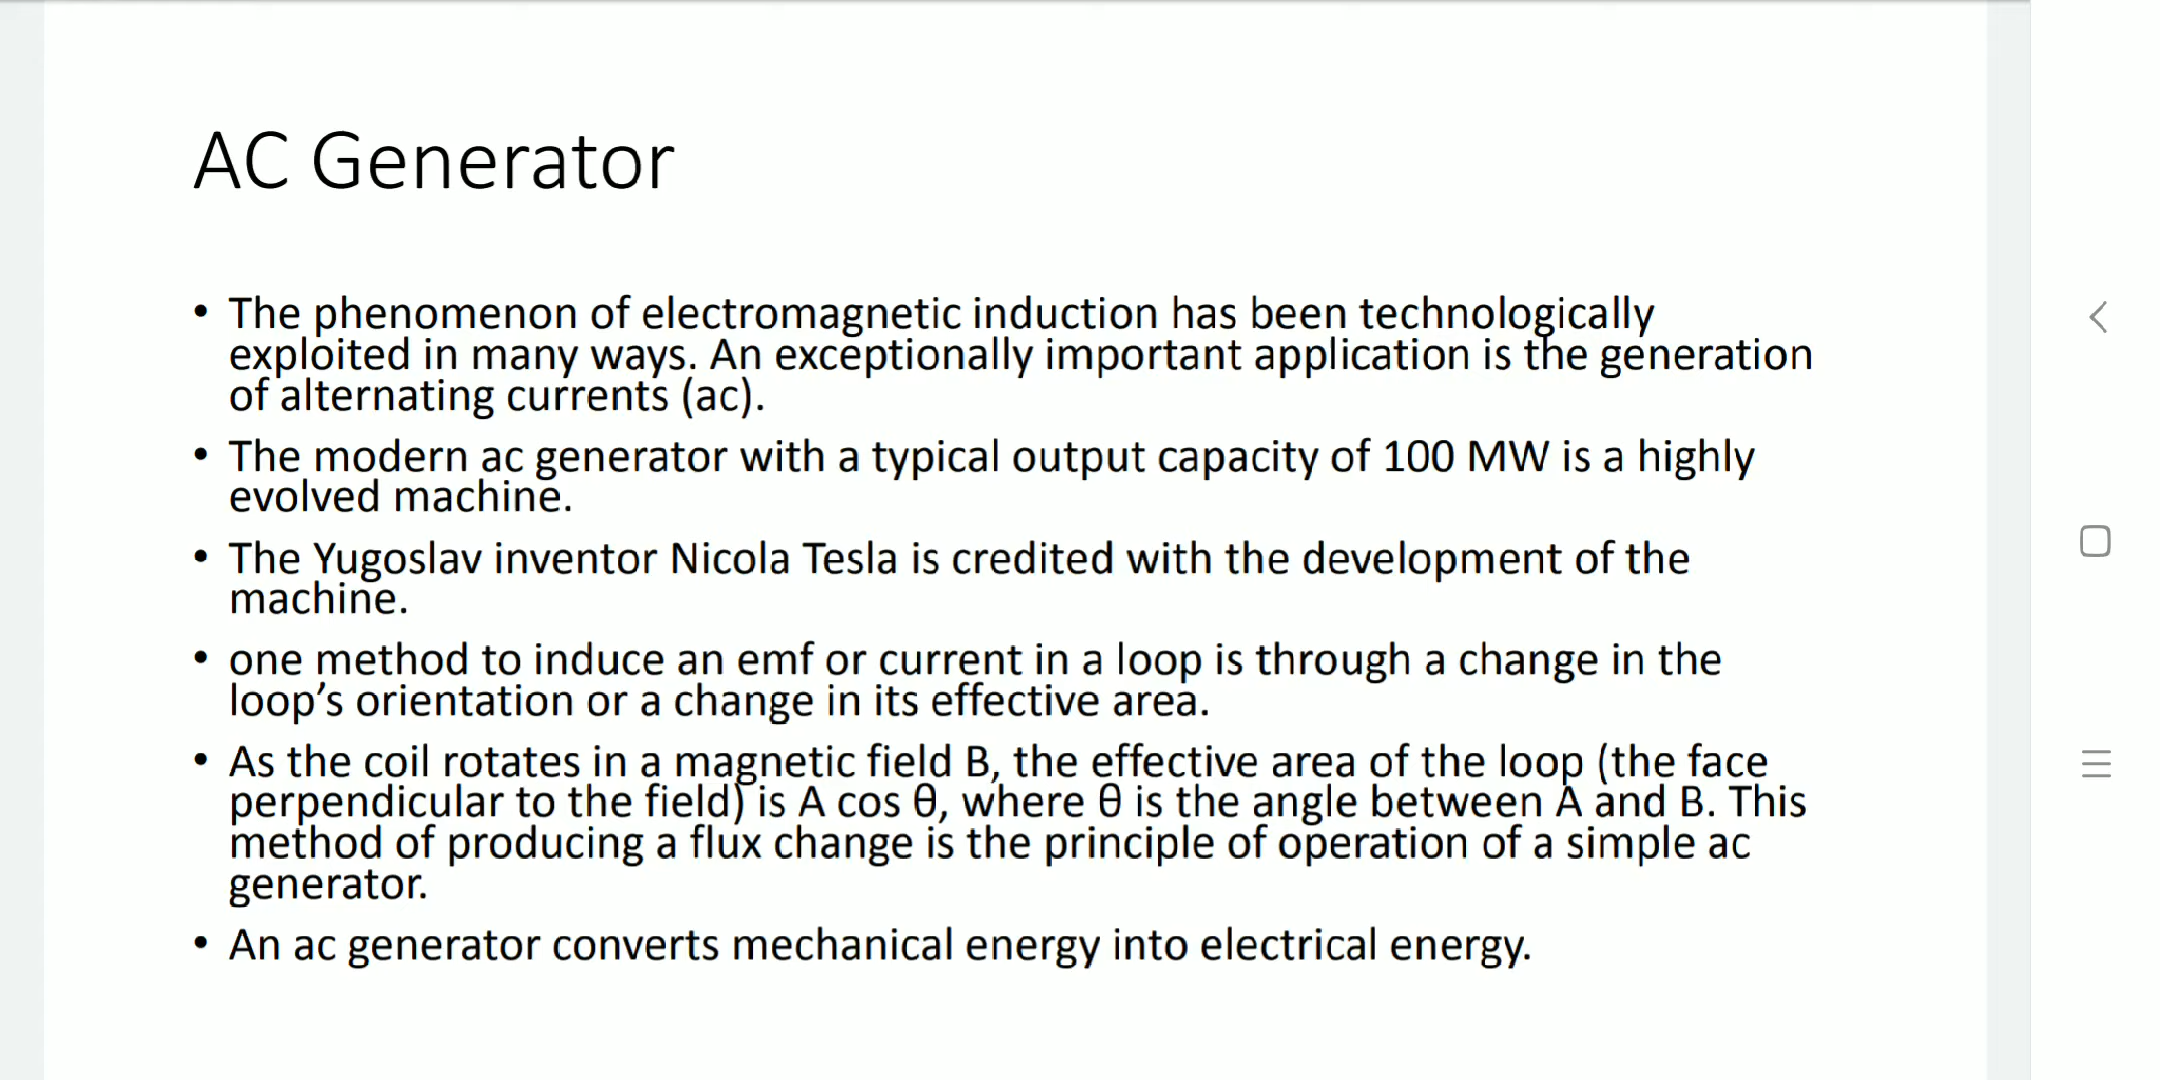 AC Generator
• The phenomenon of electromagnetic induction has been technologically
exploited in many ways. An exceptionally important application is the generation
of alternating currents (ac).
• The modern ac generator with a typical output capacity of 100 MW is a highly
evolved machine.
• The Yugoslav inventor Nicola Tesla is credited with the development of the
machine.
• one method to induce an emf or current in a loop is through a change in the
loop’s orientation or a change in its effective area.
• As the coil rotates in a magnetic field B, the effective area of the loop (the face
perpendicular to the field) is A cos θ, where θ is the angle between A and B. This
method of producing a flux change is the principle of operation of a simple ac
generator.
• An ac generator converts mechanical energy into electrical energy.